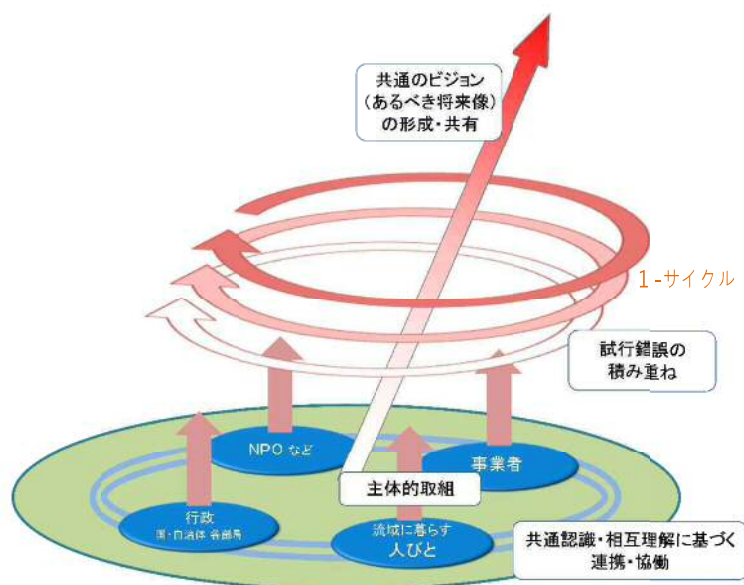 共通のビジョン
(あるべき将来像)
の形成・共有
1-サイクル
試行錯誤の
積み重ね
NPO など
事業者
主体的取組
行政
国・自治体 各部局
流域に暮らす
人びと
共通認識・相互理解に基づく
連携・協働